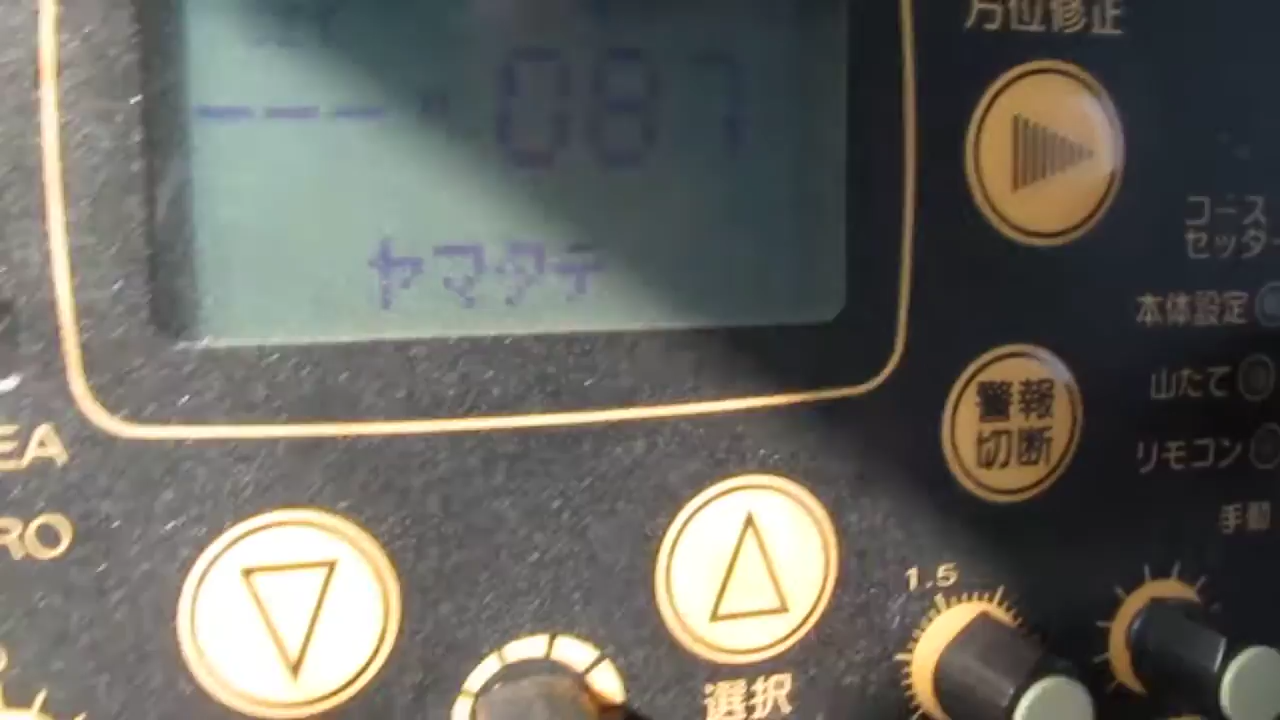 方位修正
---° 087
ヤマタテ
コース
セッター
本体設定
山たて
リモコン
手動
警報
切断
EA
RO
1.5
選択